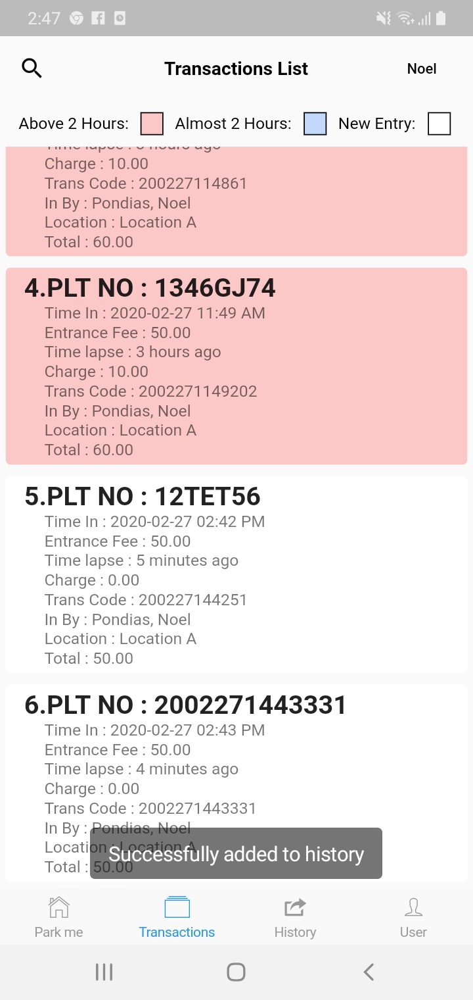 2:47
Transactions List
Noel
Above 2 Hours:
Almost 2 Hours:
New Entry:
Time lapse : 3 hours ago
Charge : 10.00
Trans Code : 200227114861
In By : Pondias, Noel
Location : Location A
Total : 60.00
4.PLT NO : 1346GJ74
Time In : 2020-02-27 11:49 AM
Entrance Fee : 50.00
Time lapse : 3 hours ago
Charge : 10.00
Trans Code : 2002271149202
In By : Pondias, Noel
Location : Location A
Total : 60.00
5.PLT NO : 12TET56
Time In : 2020-02-27 02:42 PM
Entrance Fee : 50.00
Time lapse : 5 minutes ago
Charge : 0.00
Trans Code : 200227144251
In By : Pondias, Noel
Location : Location A
Total : 50.00
6.PLT NO : 2002271443331
Time In : 2020-02-27 02:43 PM
Entrance Fee : 50.00
Time lapse : 4 minutes ago
Charge : 0.00
Trans Code : 2002271443331
In By : Pondias, Noel
Location : Location A
Successfully added to history
Total : 50.00
Park me
Transactions
History
User